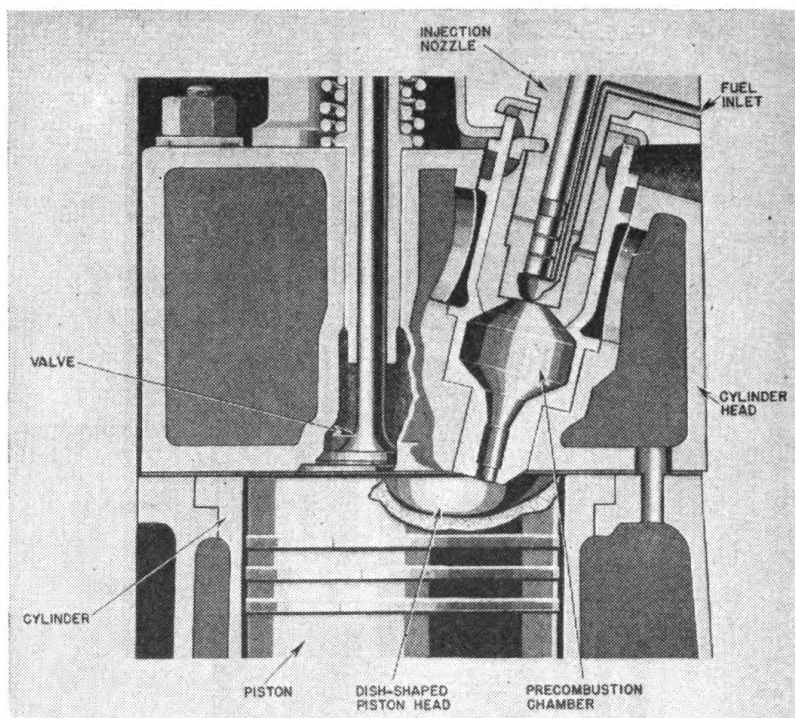 INJECTION
NOZZLE
FUEL
INLET
VALVE
CYLINDER
HEAD
CYLINDER
PISTON
DISH-SHAPED
PISTON HEAD
PRECOMBUSTION
CHAMBER